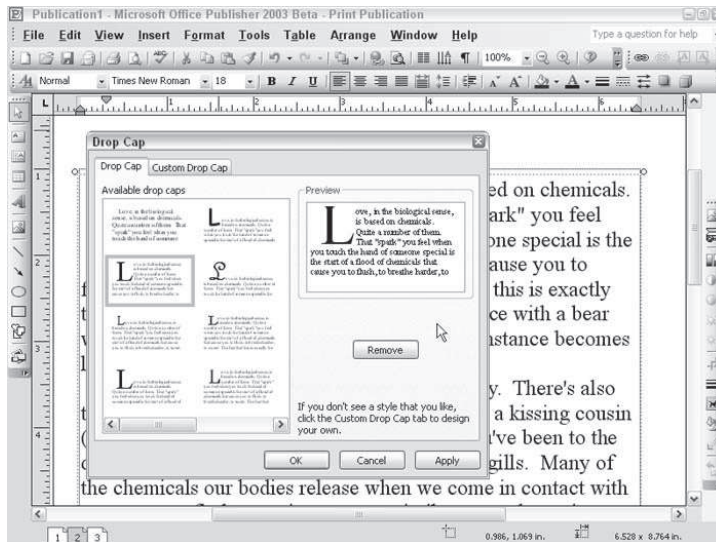 Publication1 - Microsoft Office Publisher 2003 Beta - Print Publication
File Edit View Insert Format Tools Table Arrange Window Help Type a question for help
100%
Normal Times New Roman 18 B I U
L 1 2 3 4 5 6
Drop Cap
Drop Cap Custom Drop Cap
Available drop caps
Preview
Love, in the biological sense,
is based on chemicals.
Quite a number of them.
That "spark" you feel when
you touch the hand of someone special is
the start of a flood of chemicals that
cause you to flush, to breathe harder, to
Remove
If you don't see a style that you like,
click the Custom Drop Cap tab to design
your own.
OK Cancel Apply
ed on chemicals.
ark" you feel
one special is the
ause you to
this is exactly
ce with a bear
nstance becomes
y. There's also
a kissing cousin
u've been to the
gills. Many of
the chemicals our bodies release when we come in contact with
1 2 3 0.986, 1.069 in. 6.528 x 8.764 in.